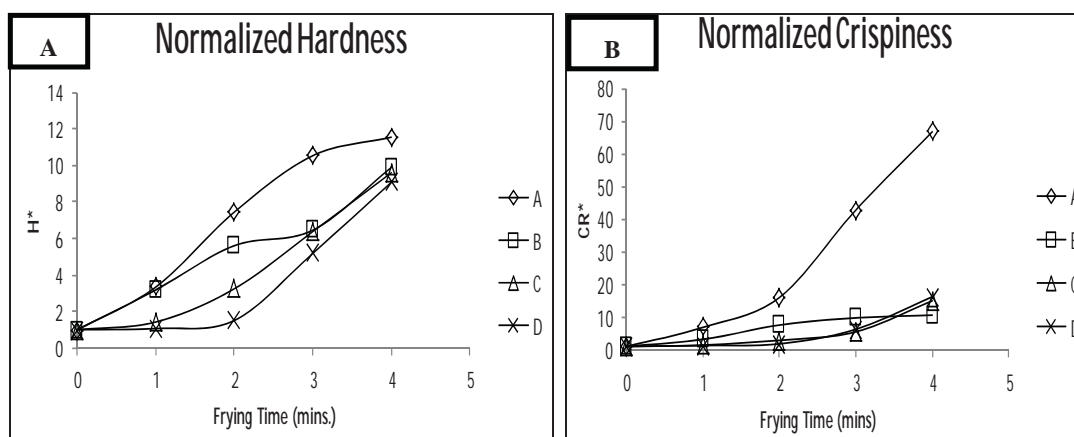 A
Normalized Hardness
14
12
10
8
6
4
2
0
H*
0 1 2 3 4 5
Frying Time (mins.)
A
B
C
D
B
Normalized Crispiness
80
70
60
50
40
30
20
10
0
CR*
0 1 2 3 4 5
Frying Time (mins)
A